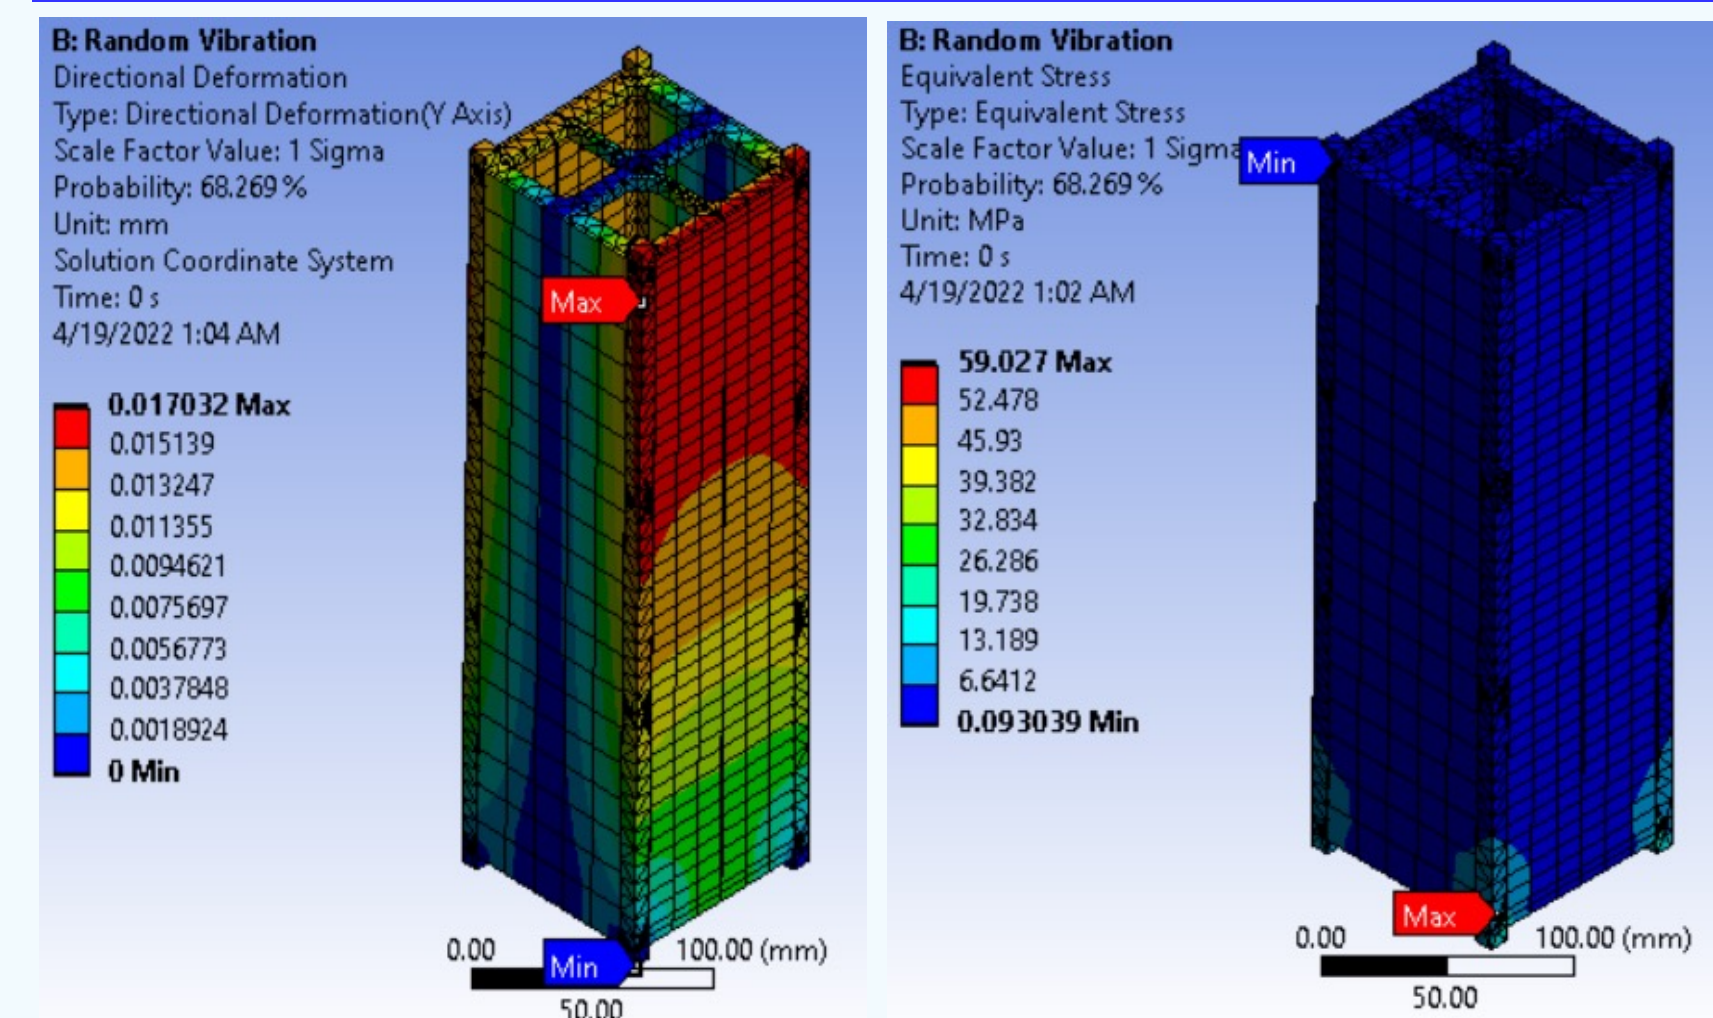 B: Random Vibration
Directional Deformation
Type: Directional Deformation(Y Axis)
Scale Factor Value: 1 Sigma
Probability: 68.269 %
Unit: mm
Solution Coordinate System
Time: 0 s
4/19/2022 1:04 AM
0.017032 Max
0.015139
0.013247
0.011355
0.0094621
0.0075697
0.0056773
0.0037848
0.0018924
0 Min
Max
Min
0.00
100.00 (mm)
50.00
B: Random Vibration
Equivalent Stress
Type: Equivalent Stress
Scale Factor Value: 1 Sigma
Probability: 68.269 %
Unit: MPa
Time: 0 s
4/19/2022 1:02 AM
59.027 Max
52.478
45.93
39.382
32.834
26.286
19.738
13.189
6.6412
0.093039 Min
Min
Max
0.00
100.00 (mm)
50.00